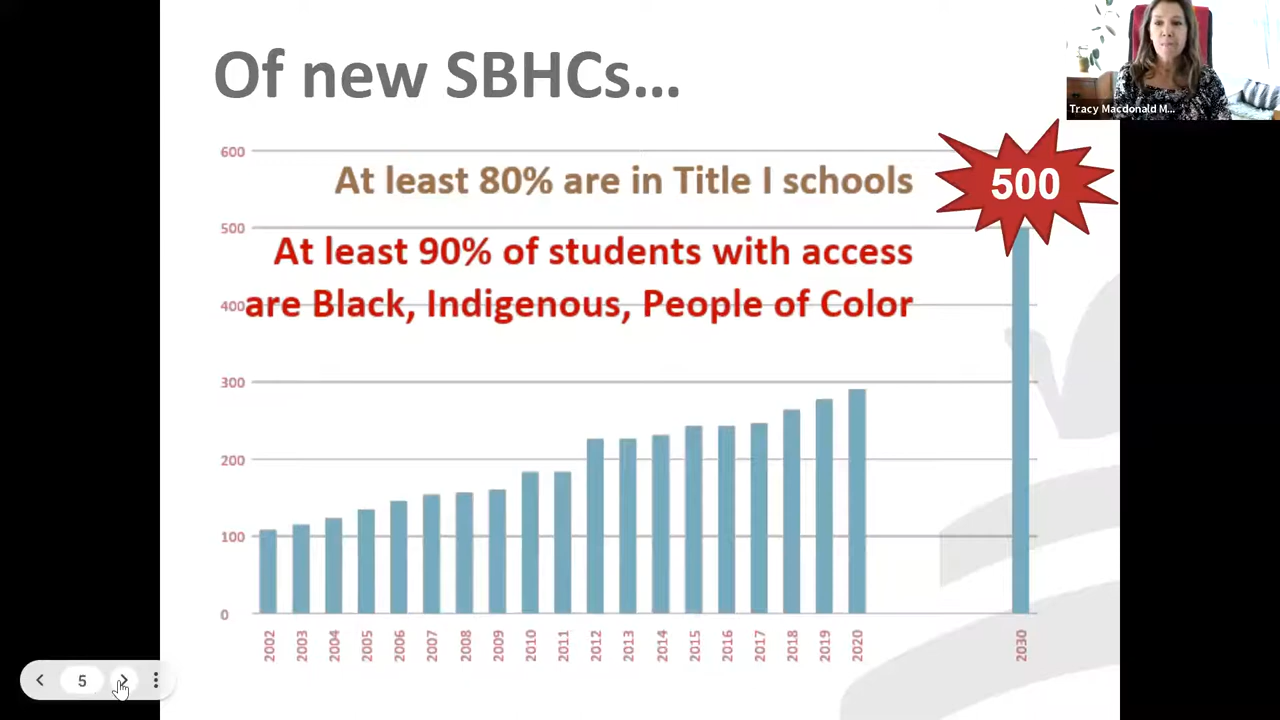 Of new SBHCs...
Tracy Macdonald M...
600
At least 80% are in Title I schools
500
500
At least 90% of students with access
400
are Black, Indigenous, People of Color
300
200
100
0
2002 2003 2004 2005 2006 2007 2008 2009 2010 2011 2012 2013 2014 2015 2016 2017 2018 2019 2020 2030
5